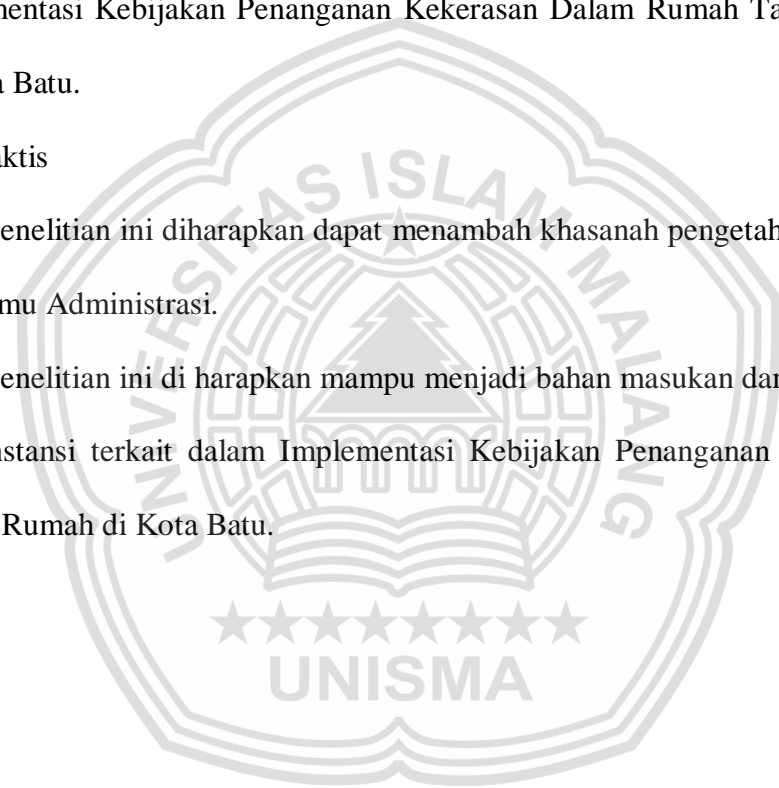 mentasi Kebijakan Penanganan Kekerasan Dalam Rumah Ta
a Batu.
aktis
enelitian ini diharapkan dapat menambah khasanah pengetah
mu Administrasi.
enelitian ini di harapkan mampu menjadi bahan masukan dan
nstansi terkait dalam Implementasi Kebijakan Penanganan
Rumah di Kota Batu.
UNIVERSITAS ISLAM MALANG
UNISMA